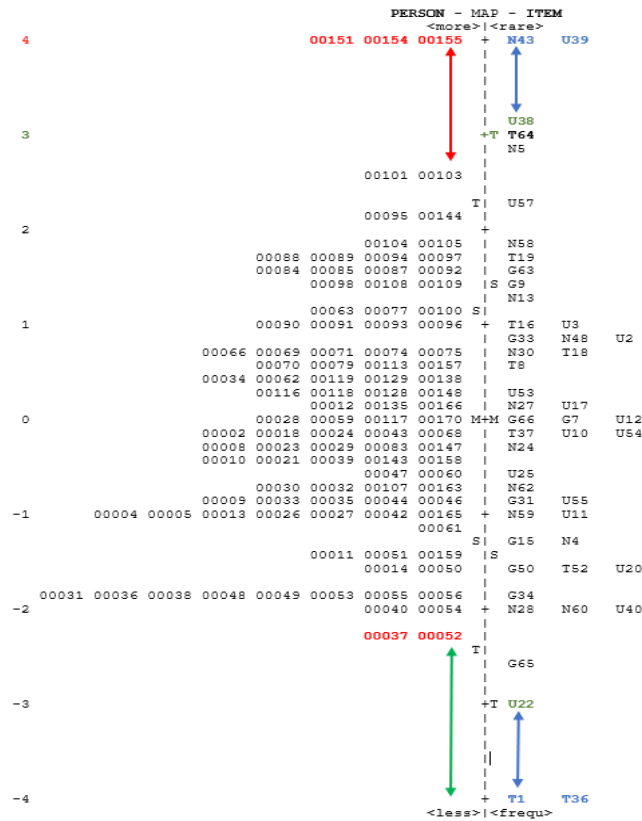 PERSON - MAP - ITEM
<more>|<rare>
4 00151 00154 00155 + N43 U39
U38
3 +T T64
N5
00101 00103
T| U57
00095 00144
2 +
00104 00105 N58
00088 00089 00094 00097 T19
00084 00085 00087 00092 G63
00098 00108 00109 |S G9
N13
00063 00077 00100 S|
1 00090 00091 00093 00096 + T16 U3
G33 N48 U2
00066 00069 00071 00074 00075 N30 T18
00070 00079 00113 00157 T8
00034 00062 00119 00129 00138
00116 00118 00128 00148 U53
00012 00135 00166 N27 U17
0 00028 00059 00117 00170 M+M G66 G7 U12
00002 00018 00024 00043 00068 T37 U10 U54
00008 00023 00029 00083 00147 N24
00010 00021 00039 00143 00158
00047 00060 U25
00030 00032 00107 00163 N62
00009 00033 00035 00044 00046 G31 U55
-1 00004 00005 00013 00026 00027 00042 00165 + N59 U11
00061
S| G15 N4
00011 00051 00159 |S
00014 00050 G50 T52 U20
00031 00036 00038 00048 00049 00053 00055 00056 G34
-2 00040 00054 + N28 N60 U40
00037 00052
T|
G65
-3 +T U22
-4 + T1 T36
<less>|<frequ>